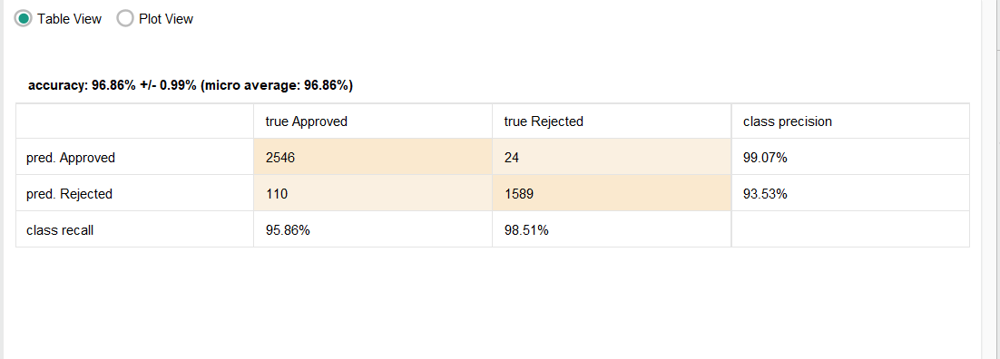 Table View Plot View
accuracy: 96.86% +/- 0.99% (micro average: 96.86%)
true Approved true Rejected class precision
pred. Approved 2546 24 99.07%
pred. Rejected 110 1589 93.53%
class recall 95.86% 98.51%